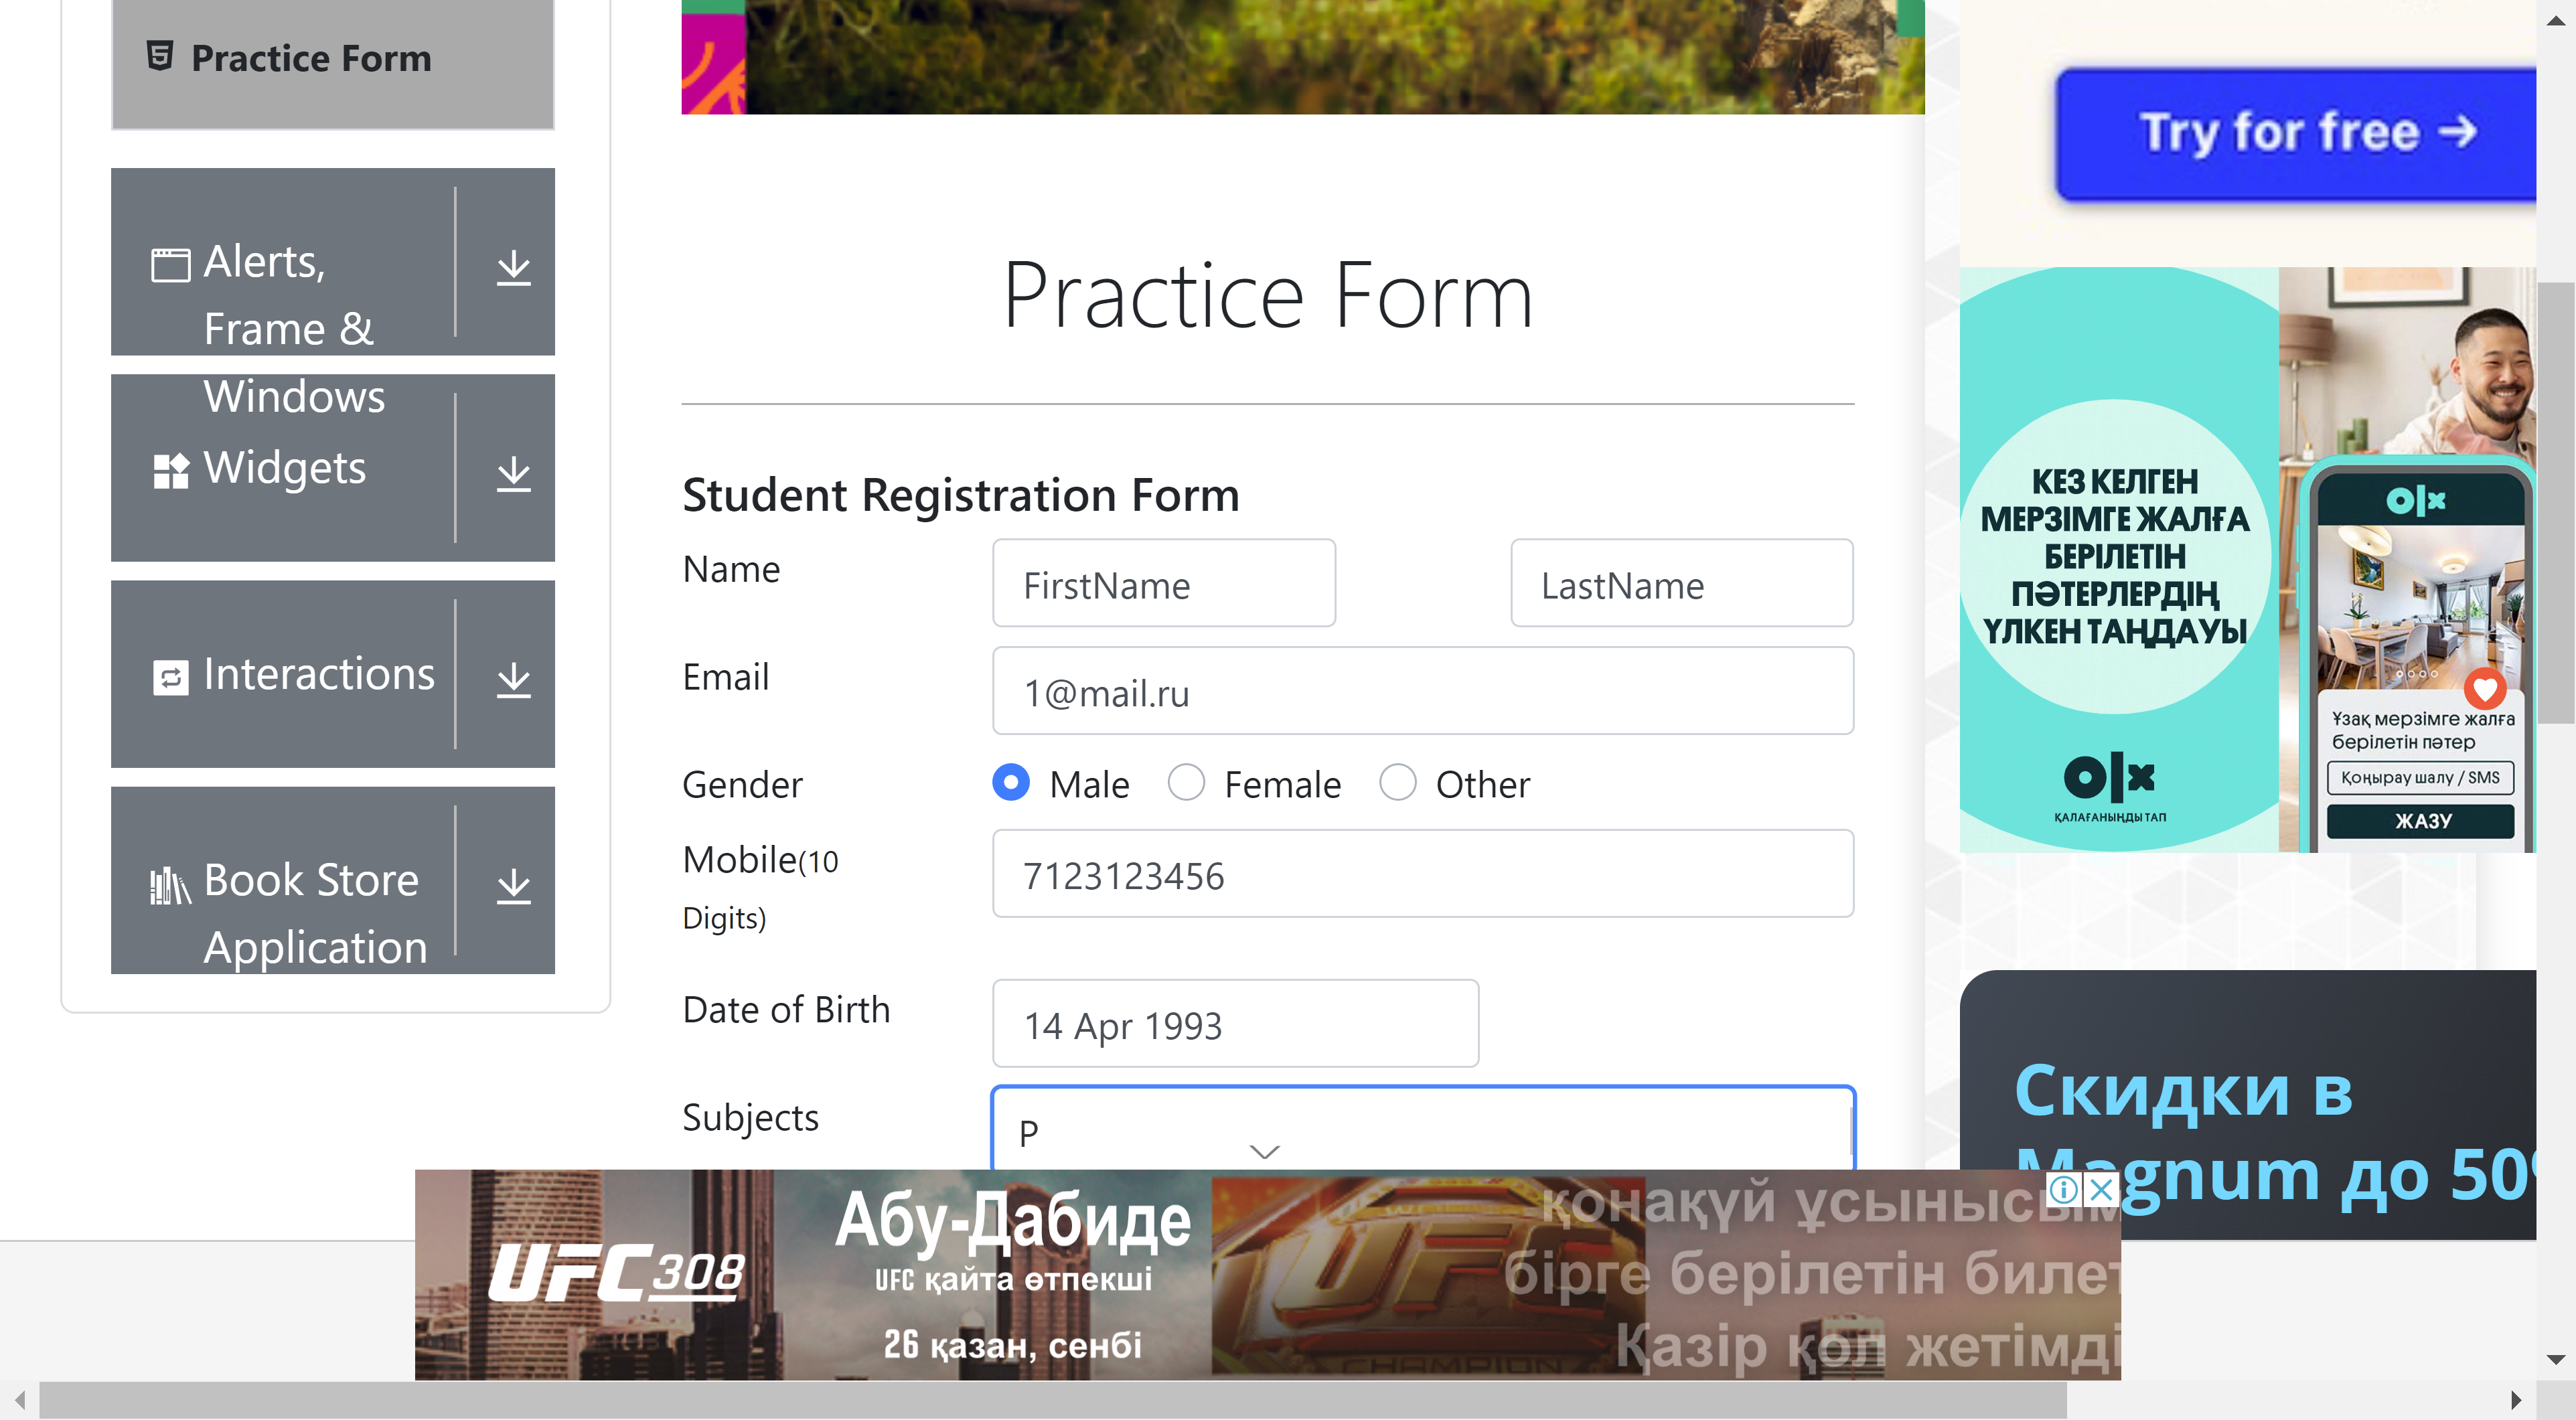 Practice Form
Alerts,
Frame &
Windows
Widgets
Interactions
Book Store
Application
Practice Form
Student Registration Form
Name
FirstName
LastName
Email
1@mail.ru
Gender
Male
Female
Other
Mobile(10
Digits)
7123123456
Date of Birth
14 Apr 1993
Subjects
P
Try for free →
КЕЗ КЕЛГЕН
МЕРЗІМГЕ ЖАЛҒА
БЕРІЛЕТІН
ПӘТЕРЛЕРДІҢ
ҮЛКЕН ТАҢДАУЫ
olx
ҚАЛАҒАНЫҢДЫ ТАП
olx
Ұзақ мерзімге жалға
берілетін пәтер
Қоңырау шалу / SMS
ЖАЗУ
Скидки в
Magnum до 50%
UFC 308
Абу-Дабиде
UFC қайта өтпекші
26 қазан, сенбі
UFC
CHAMPION
қонақүй ұсынысым
бірге берілетін билет
Қазір қол жетімді